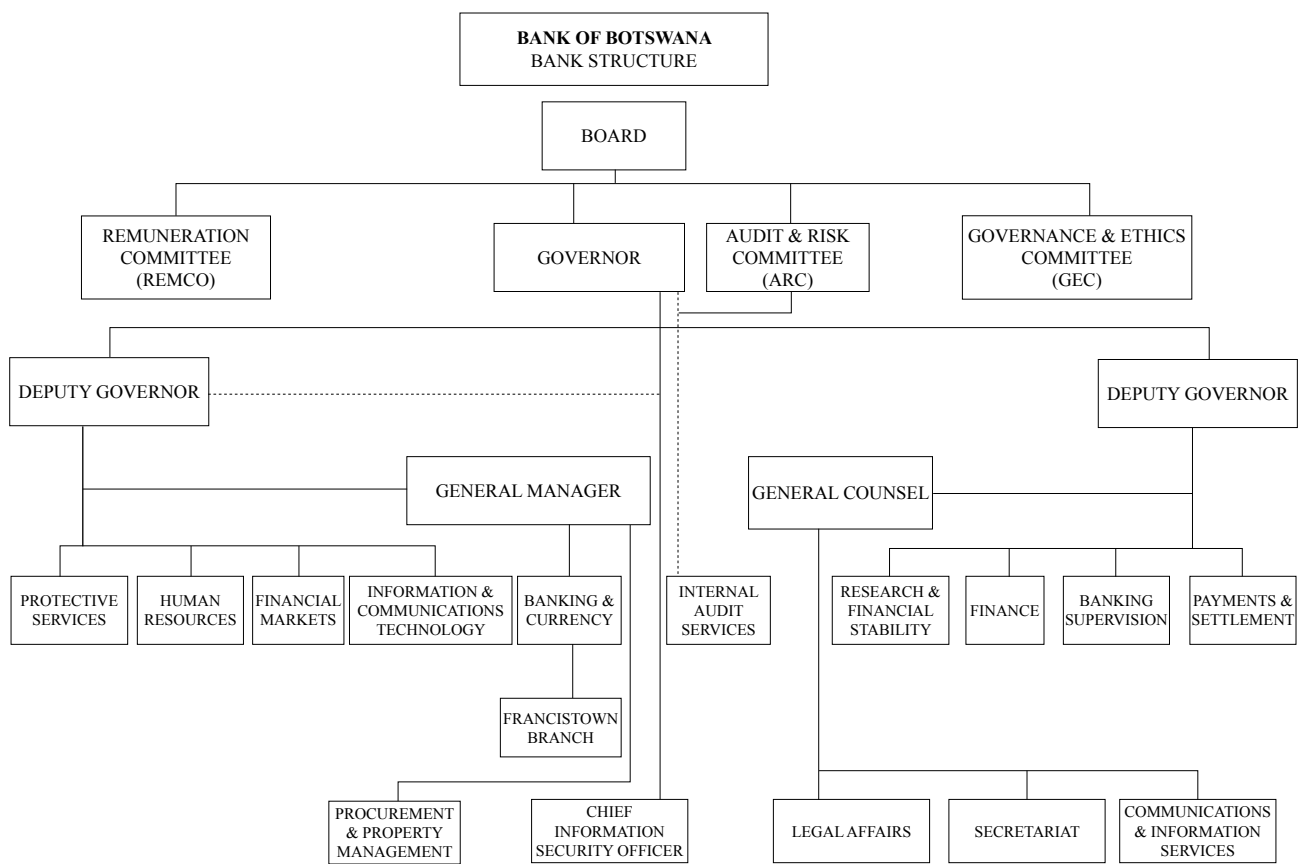 BANK OF BOTSWANA
BANK STRUCTURE
BOARD
REMUNERATION
COMMITTEE
(REMCO)
GOVERNOR
AUDIT & RISK
COMMITTEE
(ARC)
GOVERNANCE & ETHICS
COMMITTEE
(GEC)
DEPUTY GOVERNOR
DEPUTY GOVERNOR
GENERAL MANAGER
GENERAL COUNSEL
PROTECTIVE
SERVICES
HUMAN
RESOURCES
FINANCIAL
MARKETS
INFORMATION &
COMMUNICATIONS
TECHNOLOGY
BANKING &
CURRENCY
INTERNAL
AUDIT
SERVICES
RESEARCH &
FINANCIAL
STABILITY
FINANCE
BANKING
SUPERVISION
PAYMENTS &
SETTLEMENT
FRANCISTOWN
BRANCH
PROCUREMENT
& PROPERTY
MANAGEMENT
CHIEF
INFORMATION
SECURITY OFFICER
LEGAL AFFAIRS
SECRETARIAT
COMMUNICATIONS
& INFORMATION
SERVICES